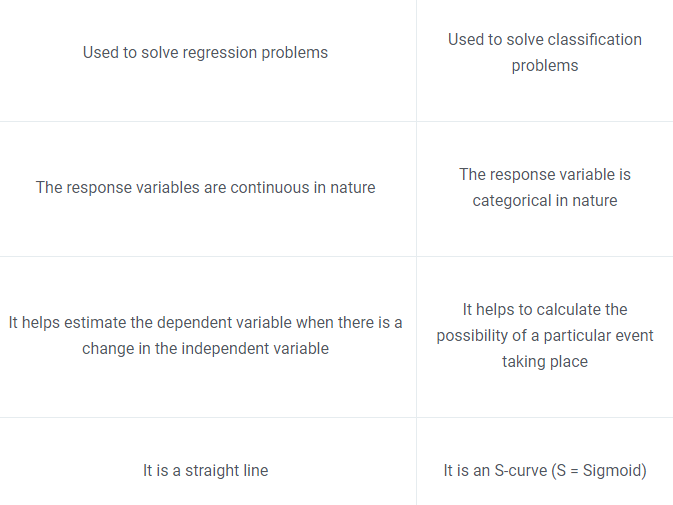 Used to solve regression problems
Used to solve classification
problems
The response variables are continuous in nature
The response variable is
categorical in nature
It helps estimate the dependent variable when there is a
change in the independent variable
It helps to calculate the
possibility of a particular event
taking place
It is a straight line
It is an S-curve (S = Sigmoid)